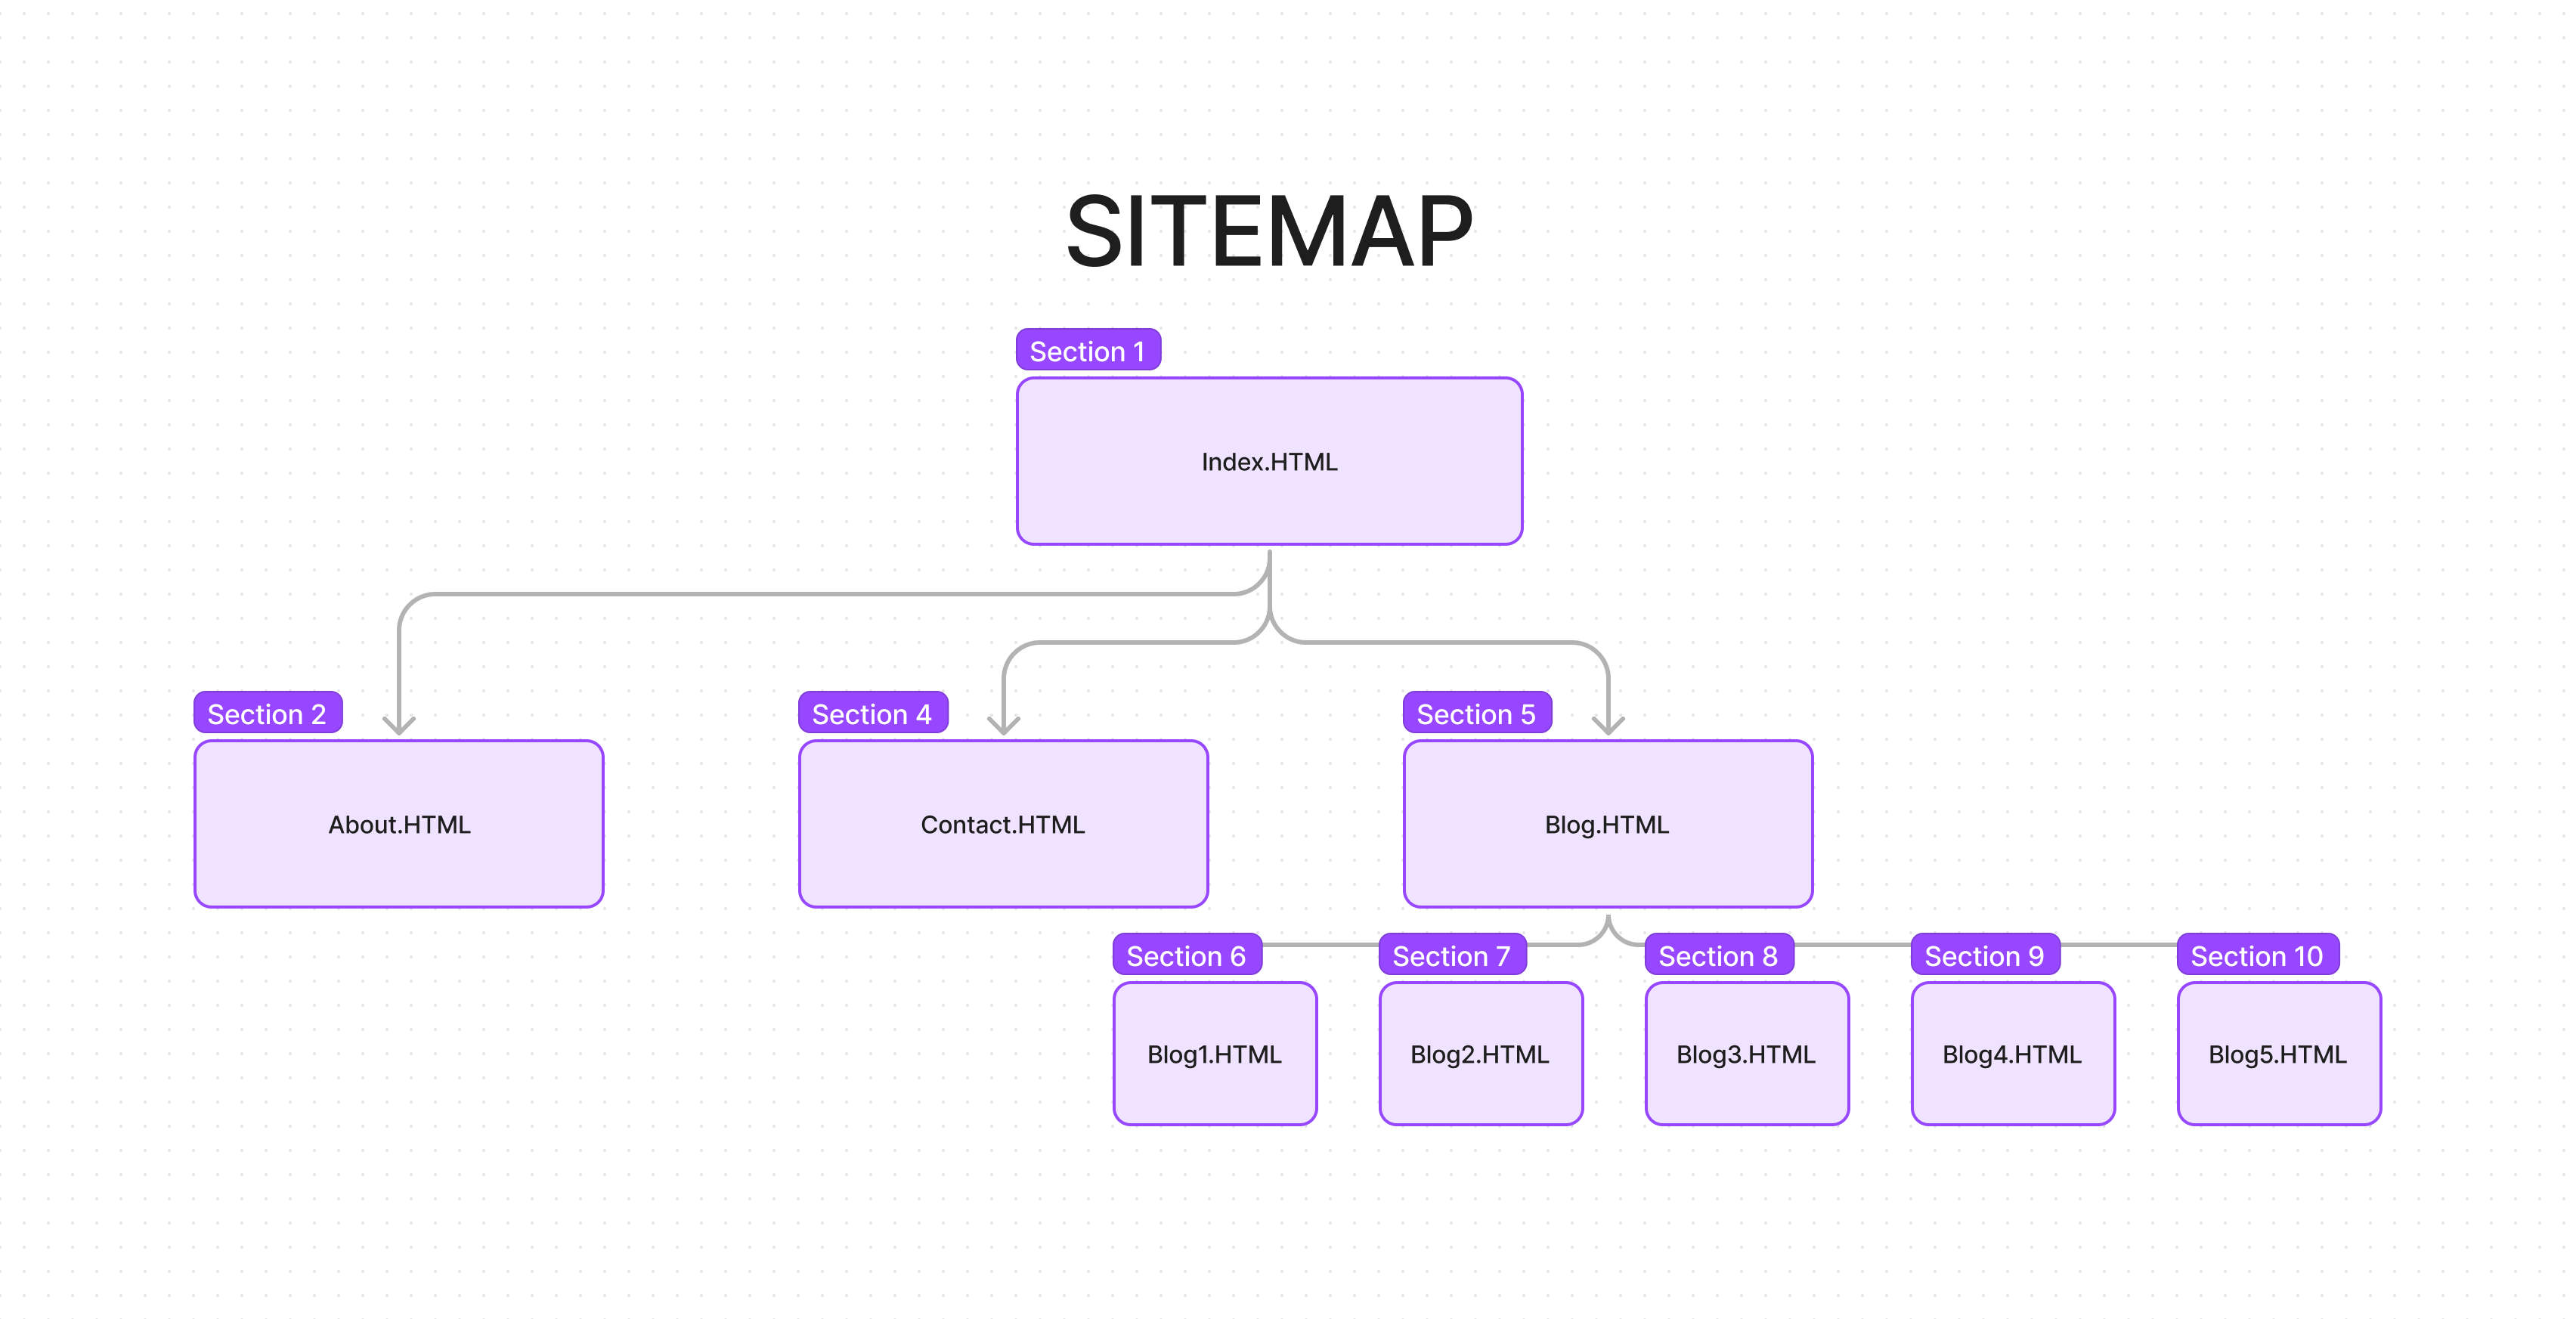 SITEMAP
Section 1
Index.HTML
Section 2
Section 4
Section 5
About.HTML
Contact.HTML
Blog.HTML
Section 6
Section 7
Section 8
Section 9
Section 10
Blog1.HTML
Blog2.HTML
Blog3.HTML
Blog4.HTML
Blog5.HTML